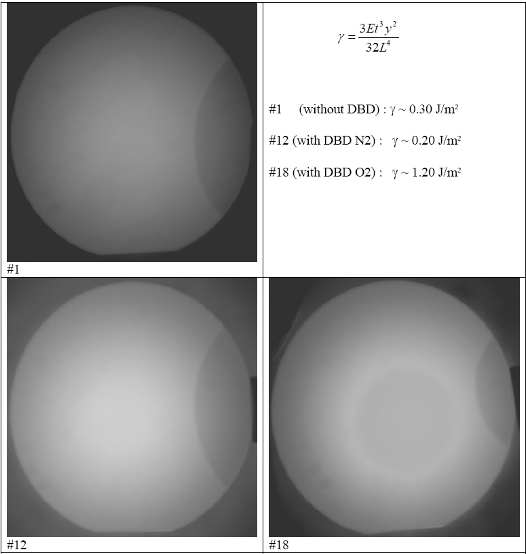 γ = 3Et³y² / 32L⁴
#1 (without DBD) : γ ~ 0.30 J/m²
#12 (with DBD N2) : γ ~ 0.20 J/m²
#18 (with DBD O2) : γ ~ 1.20 J/m²
#1
#12
#18